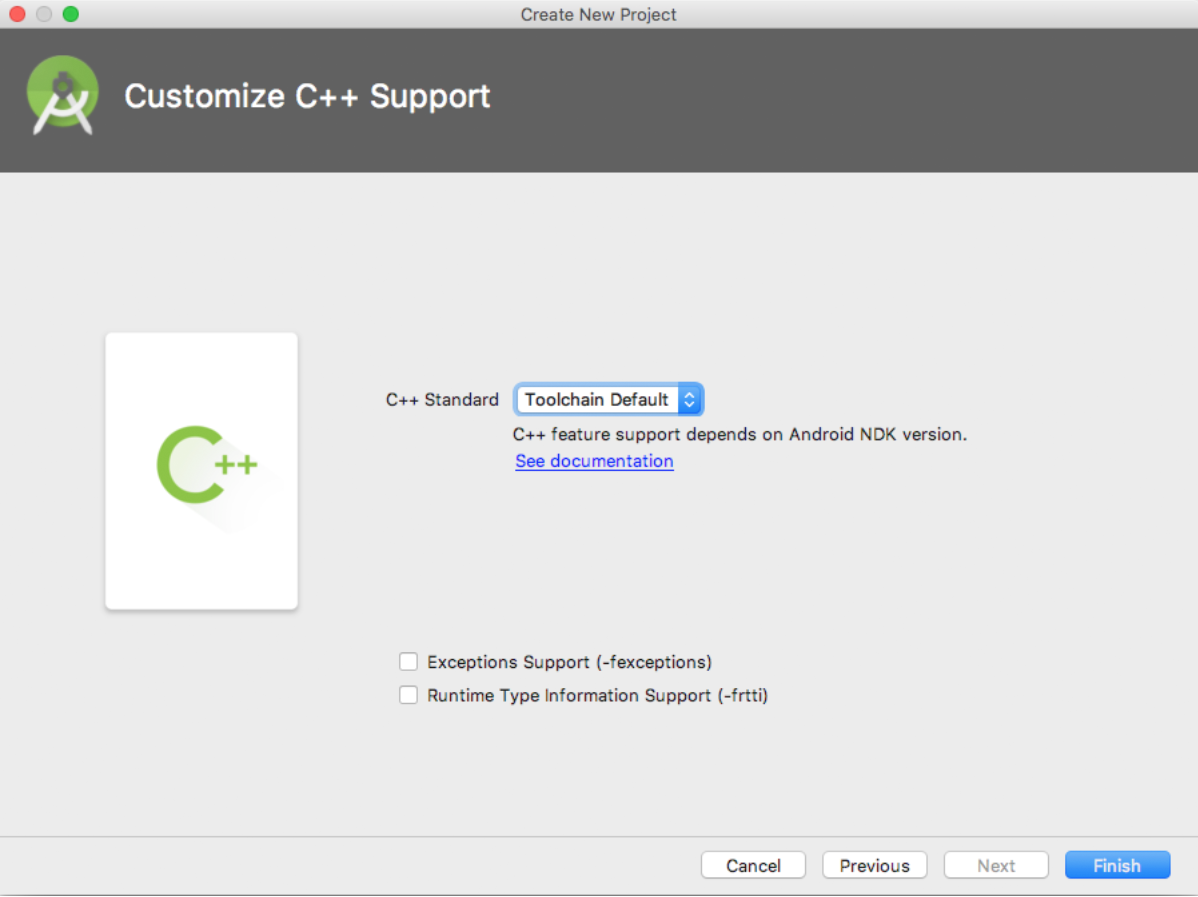 Create New Project
Customize C++ Support
C++ Standard Toolchain Default
C++ feature support depends on Android NDK version.
See documentation
C++
Exceptions Support (-fexceptions)
Runtime Type Information Support (-frtti)
Cancel Previous Next Finish